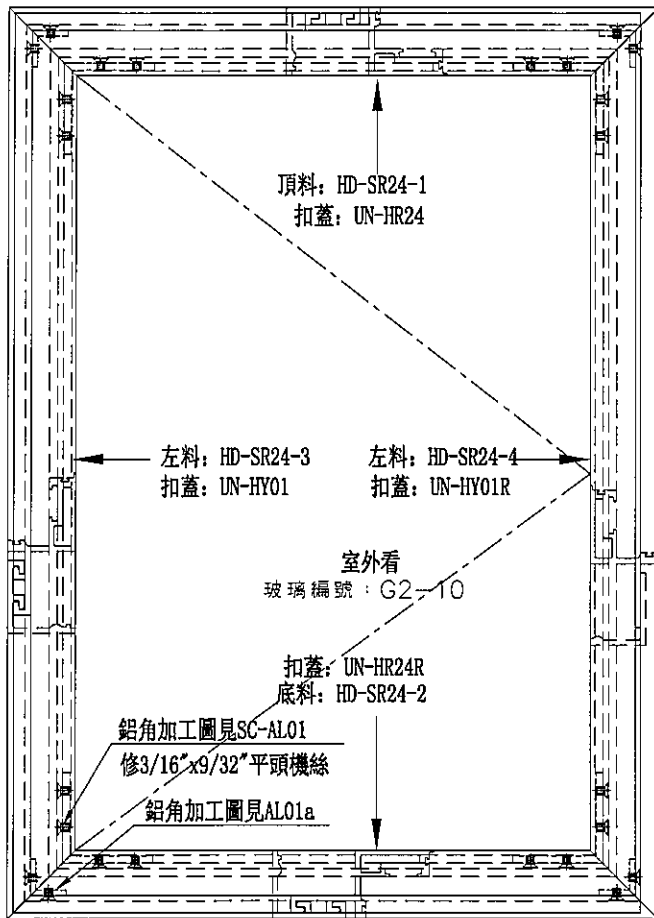 頂料: HD-SR24-1
扣蓋: UN-HR24
左料: HD-SR24-3
扣蓋: UN-HY01
左料: HD-SR24-4
扣蓋: UN-HY01R
室外看
玻璃編號：G2-10
扣蓋: UN-HR24R
底料: HD-SR24-2
鋁角加工圖見SC-AL01
修3/16"x9/32"平頭機絲
鋁角加工圖見AL01a